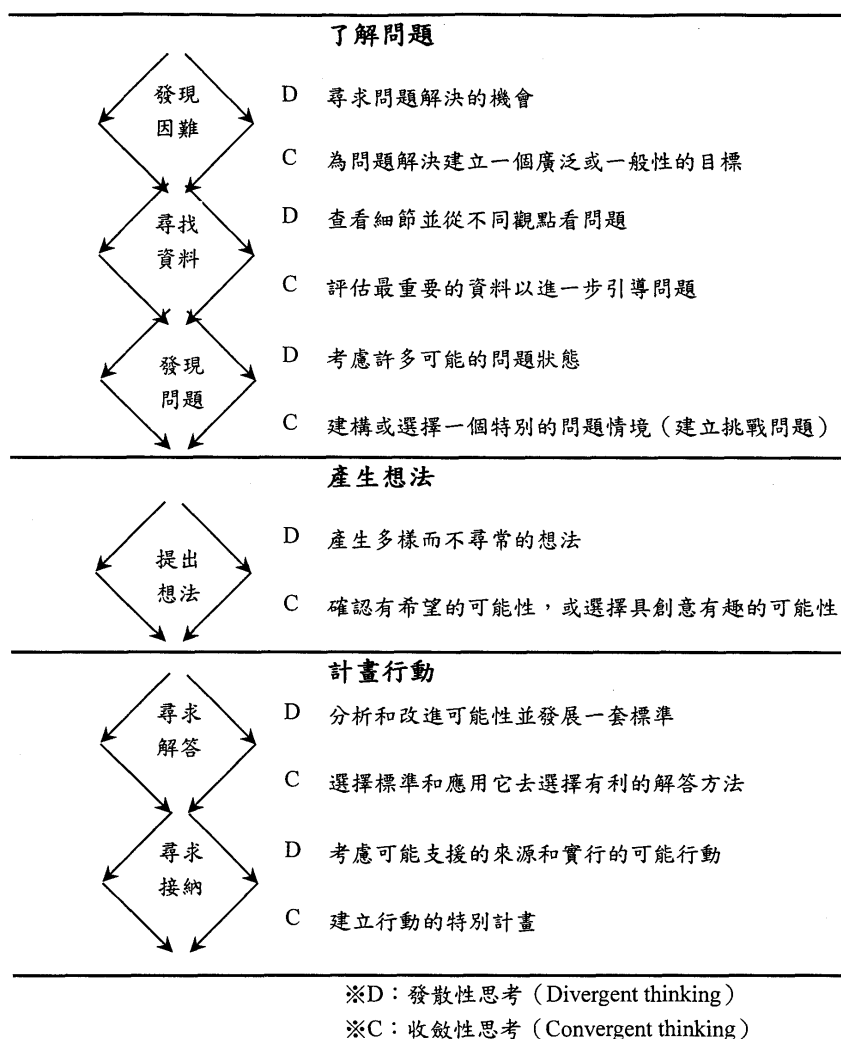 了解問題
發現
因難
D 尋求問題解決的機會
C 為問題解決建立一個廣泛或一般性的目標
尋找
資料
D 查看細節並從不同觀點看問題
C 評估最重要的資料以進一步引導問題
發現
問題
D 考慮許多可能的問題狀態
C 建構或選擇一個特別的問題情境（建立挑戰問題）
產生想法
提出
想法
D 產生多樣而不尋常的想法
C 確認有希望的可能性，或選擇具創意有趣的可能性
計畫行動
尋求
解答
D 分析和改進可能性並發展一套標準
C 選擇標準和應用它去選擇有利的解答方法
尋求
接納
D 考慮可能支援的來源和實行的可能行動
C 建立行動的特別計畫
※D：發散性思考（Divergent thinking）
※C：收斂性思考（Convergent thinking）